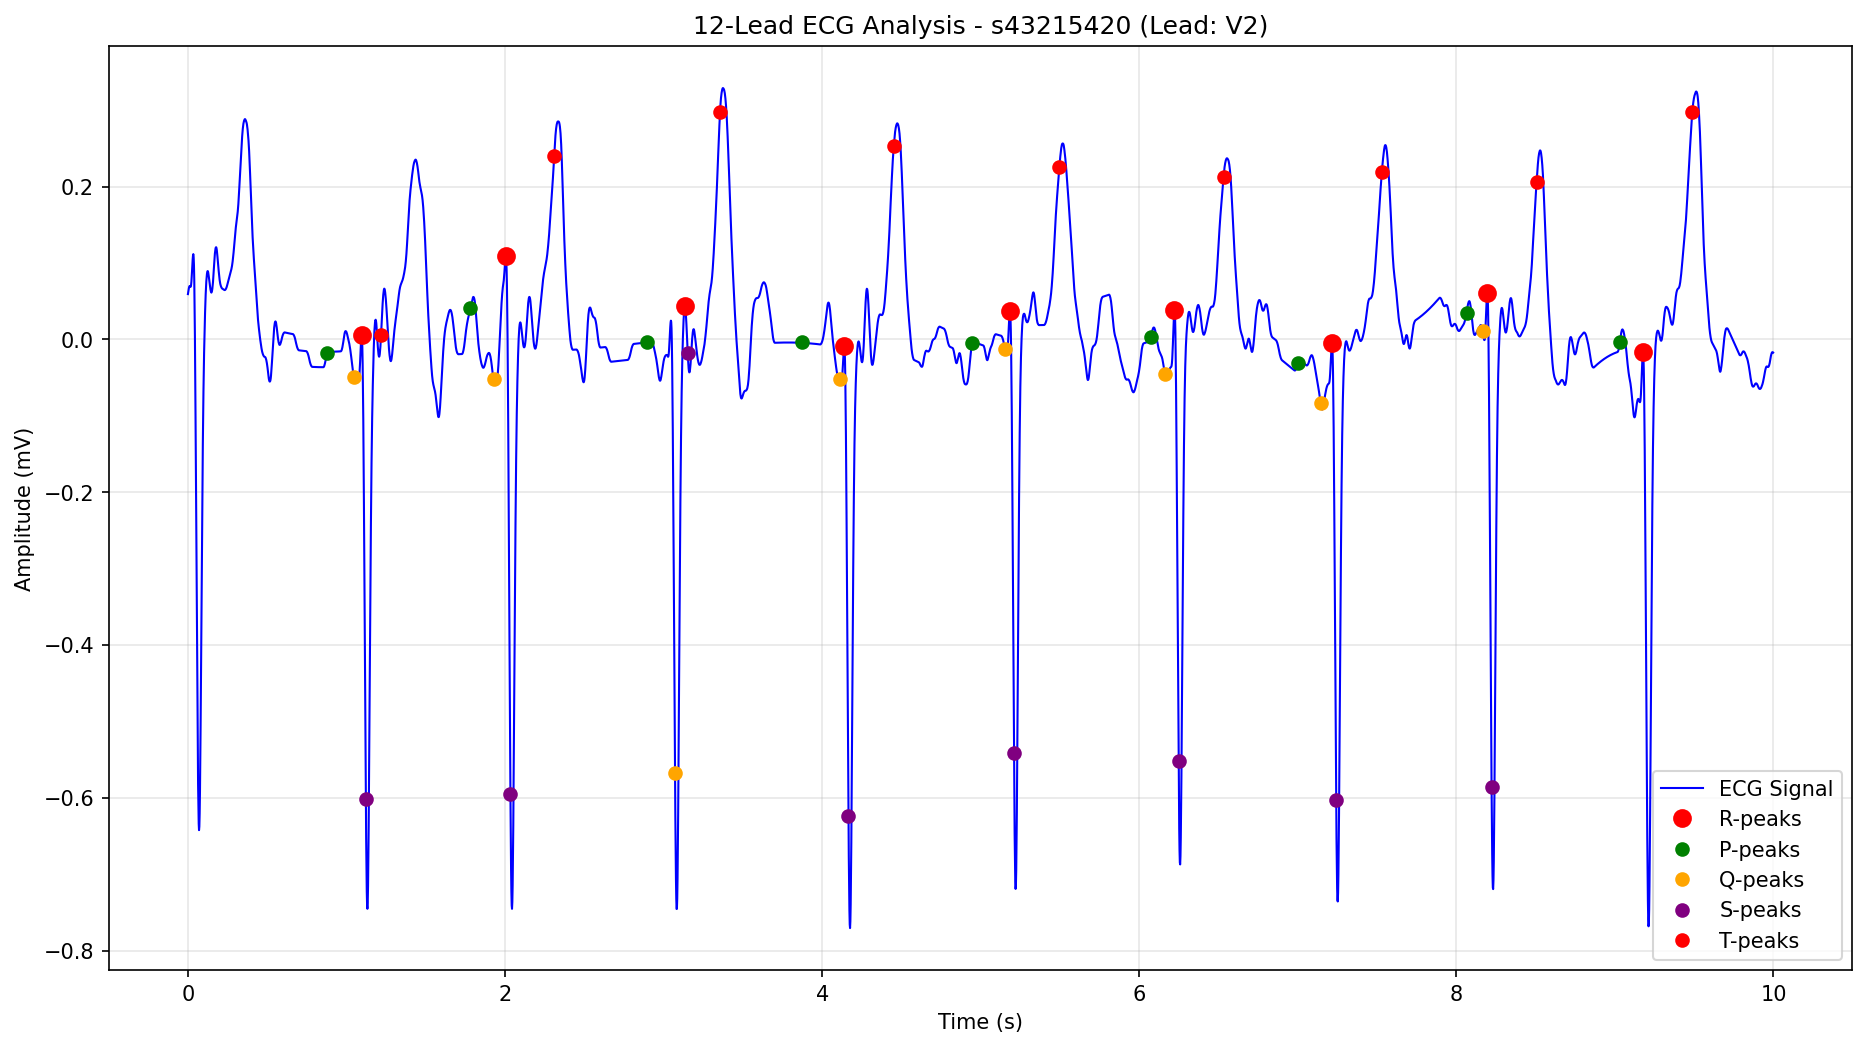 12-Lead ECG Analysis - s43215420 (Lead: V2)
Amplitude (mV)
0.2
0.0
−0.2
−0.4
−0.6
−0.8
0 2 4 6 8 10
Time (s)
ECG Signal
R-peaks
P-peaks
Q-peaks
S-peaks
T-peaks